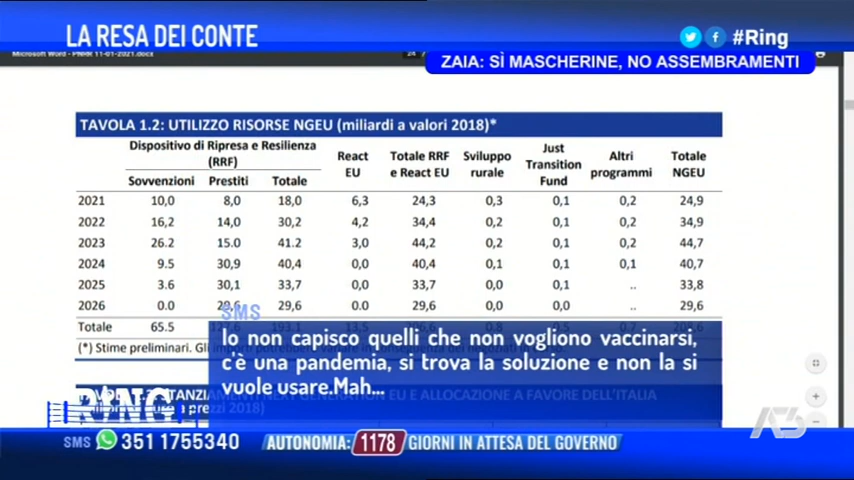 LA RESA DEI CONTE
#Ring
Microsoft Word - PNRR 11-01-2021.docx
ZAIA: SÌ MASCHERINE, NO ASSEMBRAMENTI
TAVOLA 1.2: UTILIZZO RISORSE NGEU (miliardi a valori 2018)*
Dispositivo di Ripresa e Resilienza (RRF) React EU Totale RRF e React EU Sviluppo rurale Just Transition Fund Altri programmi Totale NGEU
Sovvenzioni Prestiti Totale
2021 10,0 8,0 18,0 6,3 24,3 0,3 0,1 0,2 24,9
2022 16,2 14,0 30,2 4,2 34,4 0,2 0,1 0,2 34,9
2023 26.2 15.0 41.2 3,0 44,2 0,2 0,1 0,2 44,7
2024 9.5 30,9 40,4 0,0 40,4 0,1 0,1 0,1 40,7
2025 3.6 30,1 33,7 0.0 33,7 0,0 0,1 .. 33,8
2026 0.0 29,6 29,6 0.0 29,6 0,0 0,0 .. 29,6
Totale 65.5
(*) Stime preliminari.
SMS
Io non capisco quelli che non vogliono vaccinarsi,
c'è una pandemia, si trova la soluzione e non la si
vuole usare.Mah...
RING
A3
SMS 351 1755340 AUTONOMIA: 1178 GIORNI IN ATTESA DEL GOVERNO